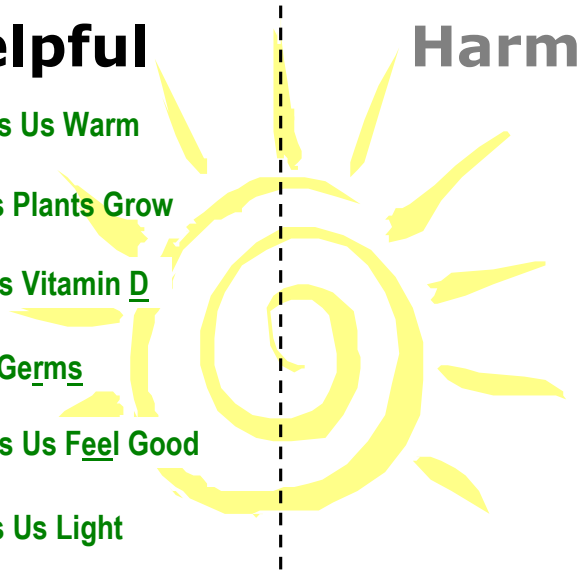 elpful Harm
s Us Warm
s Plants Grow
s Vitamin D
Germs
s Us Feel Good
s Us Light